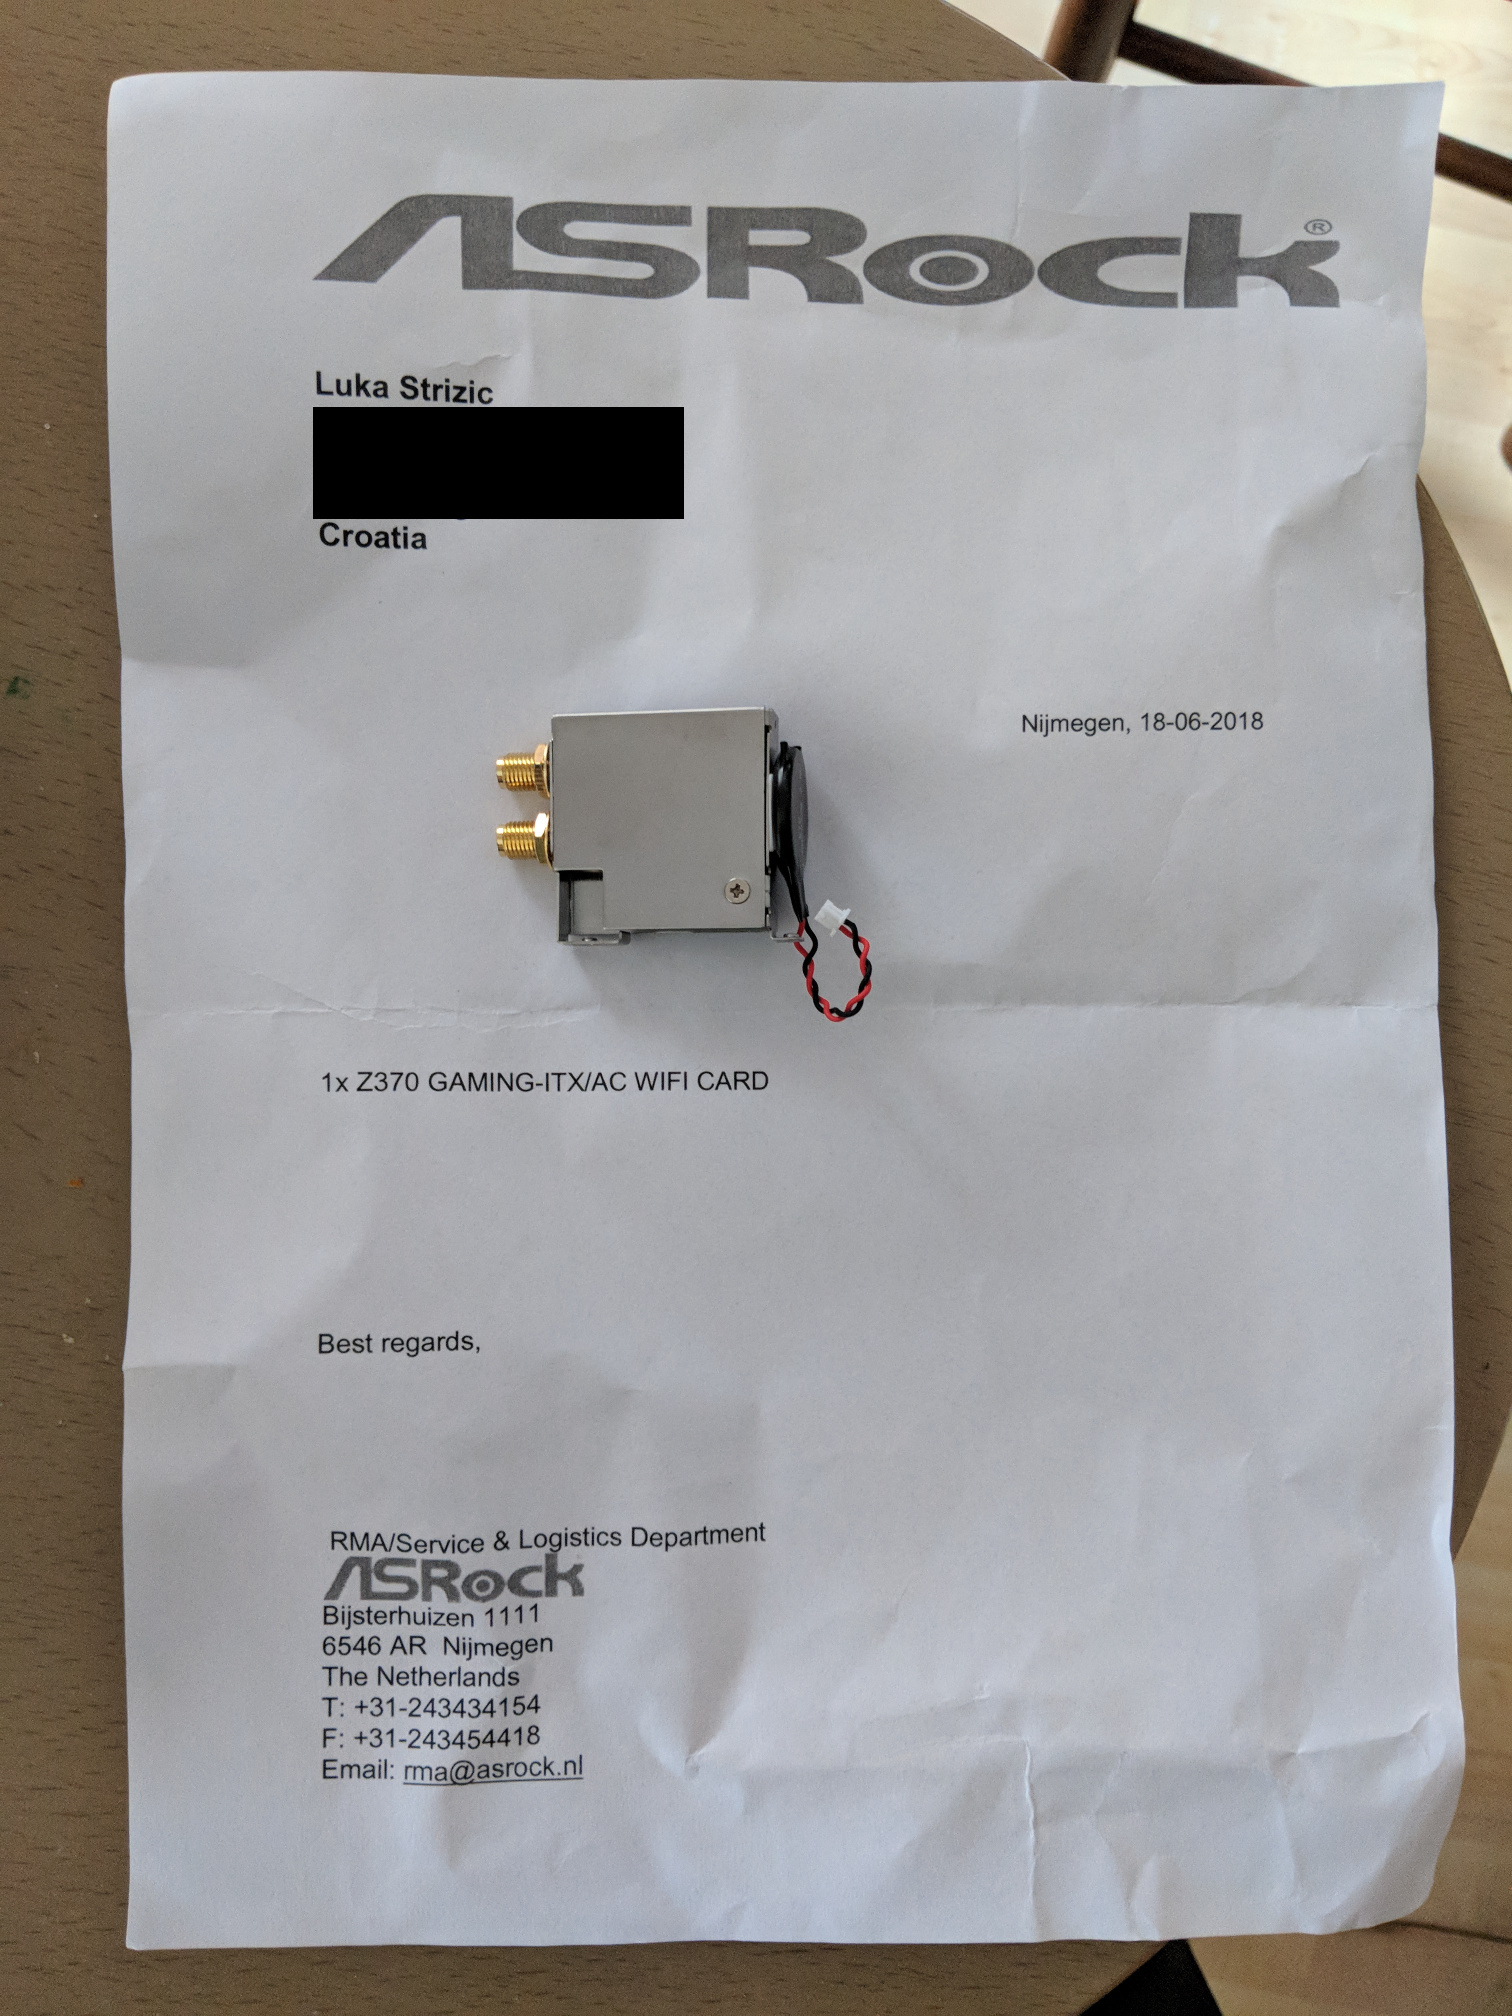 ASRock®
Luka Strizic
Croatia
Nijmegen, 18-06-2018
1x Z370 GAMING-ITX/AC WIFI CARD
Best regards,
RMA/Service & Logistics Department
ASRock
Bijsterhuizen 1111
6546 AR  Nijmegen
The Netherlands
T: +31-243434154
F: +31-243454418
Email: rma@asrock.nl